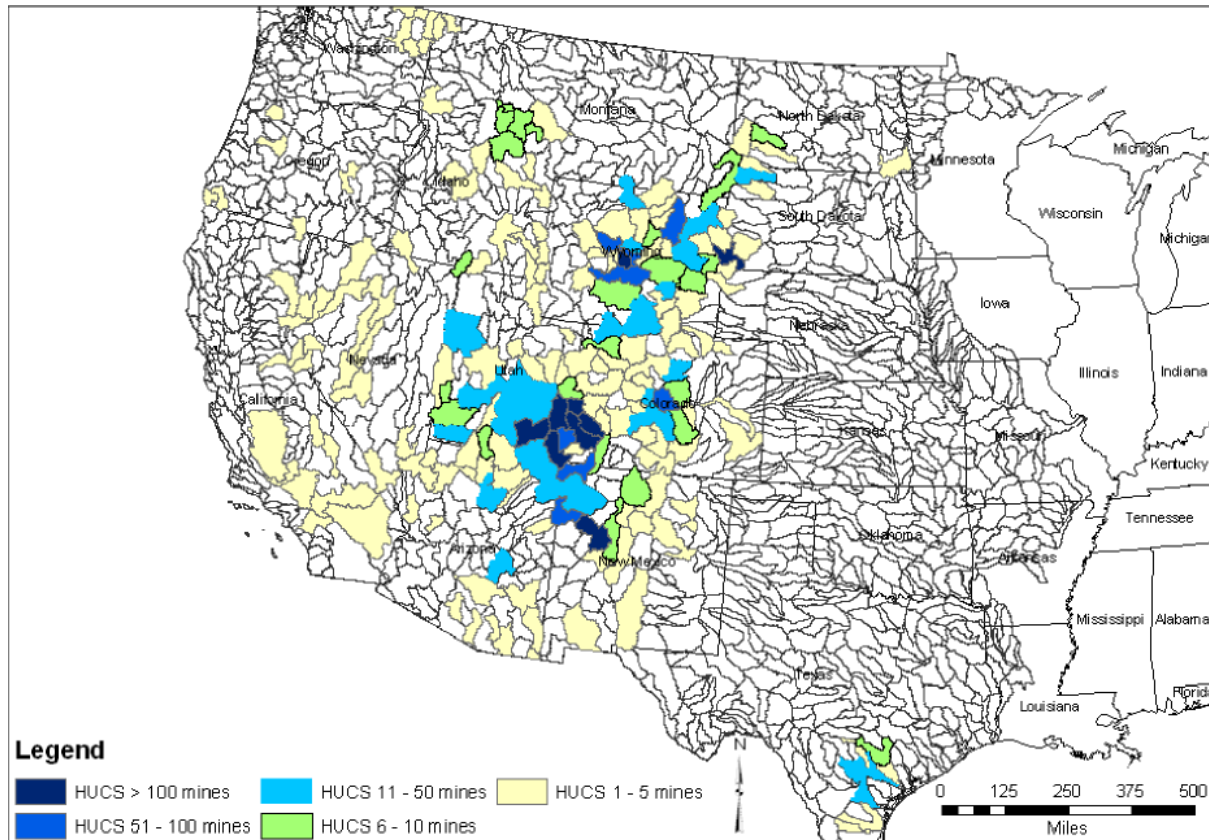 Washington
Montana
North Dakota
Minnesota
Michigan
Oregon
Idaho
Wisconsin
South Dakota
Michigan
Wyoming
Iowa
Nebraska
Nevada
Utah
Illinois
Indiana
California
Colorado
Kansas
Missouri
Kentucky
Tennessee
Oklahoma
Arizona
Arkansas
New Mexico
Mississippi
Alabama
Texas
Florida
Louisiana
Legend
N
HUCS > 100 mines
HUCS 11 - 50 mines
HUCS 1 - 5 mines
HUCS 51 - 100 mines
HUCS 6 - 10 mines
0 125 250 375 500
Miles